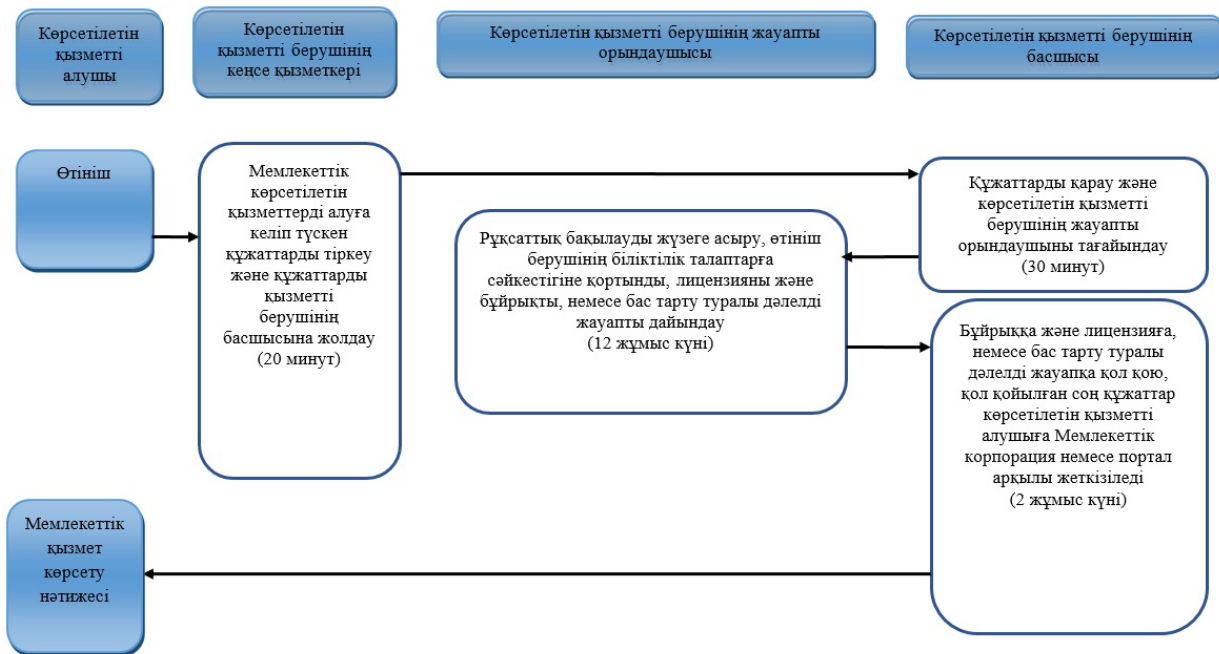 Көрсетілетін
қызметті
алушы
Көрсетілетін
қызметті берушінің
кеңсе қызметкері
Көрсетілетін қызметті берушінің жауапты
орындаушысы
Көрсетілетін қызметті берушінің
басшысы
Өтініш
Мемлекеттік
көрсетілетін
қызметтерді алуға
келіп түскен
құжаттарды тіркеу
және құжаттарды
қызметті
берушінің
басшысына жолдау
(20 минут)
Құжаттарды қарау және
көрсетілетін қызметті
берушінің жауапты
орындаушыны тағайындау
(30 минут)
Рұқсаттық бақылауды жүзеге асыру, өтініш
берушінің біліктілік талаптарға
сәйкестігіне қортынды, лицензияны және
бұйрықты, немесе бас тарту туралы дәлелді
жауапты дайындау
(12 жұмыс күні)
Бұйрыққа және лицензияға,
немесе бас тарту туралы
дәлелді жауапқа қол қою,
қол қойылған соң құжаттар
көрсетілетін қызметті
алушыға Мемлекеттік
корпорация немесе портал
арқылы жеткізіледі
(2 жұмыс күні)
Мемлекеттік
қызмет
көрсету
нәтижесі